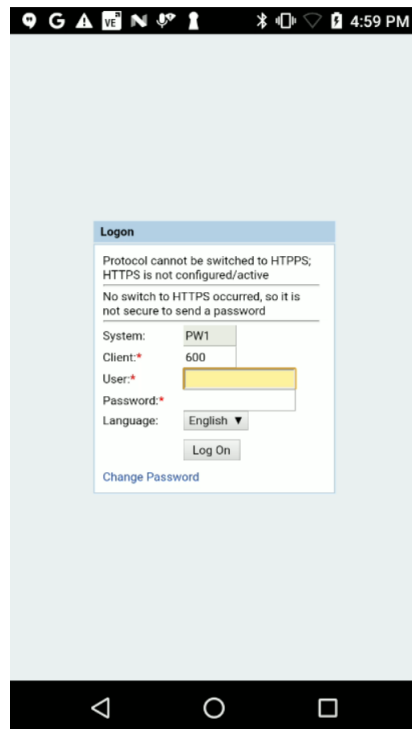 4:59 PM
Logon
Protocol cannot be switched to HTPPS;
HTTPS is not configured/active
No switch to HTTPS occurred, so it is
not secure to send a password
System: PW1
Client:* 600
User:*
Password:*
Language: English ▼
Log On
Change Password